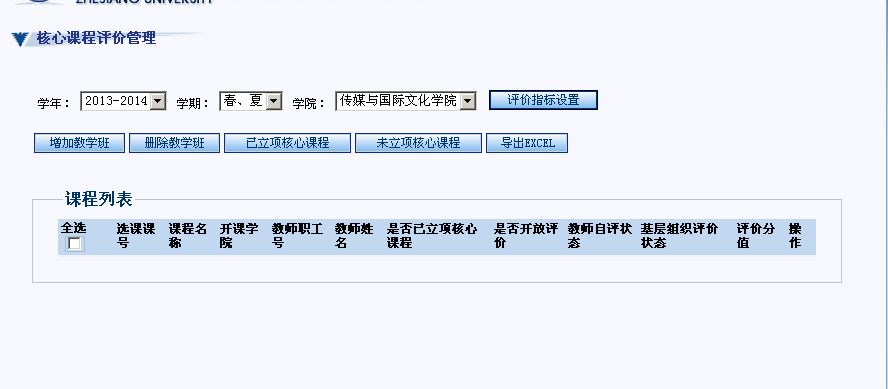 ZHEJIANG UNIVERSITY
核心课程评价管理
学年： 2013-2014 学期： 春、夏 学院： 传媒与国际文化学院 评价指标设置
增加教学班 删除教学班 已立项核心课程 未立项核心课程 导出EXCEL
课程列表
全选 选课课 课程名 开课学 教师职工 教师姓 是否已立项核心 是否开放评 教师自评状 基层组织评价 评价分 操
号 称 院 号 名 课程 价 态 状态 值 作